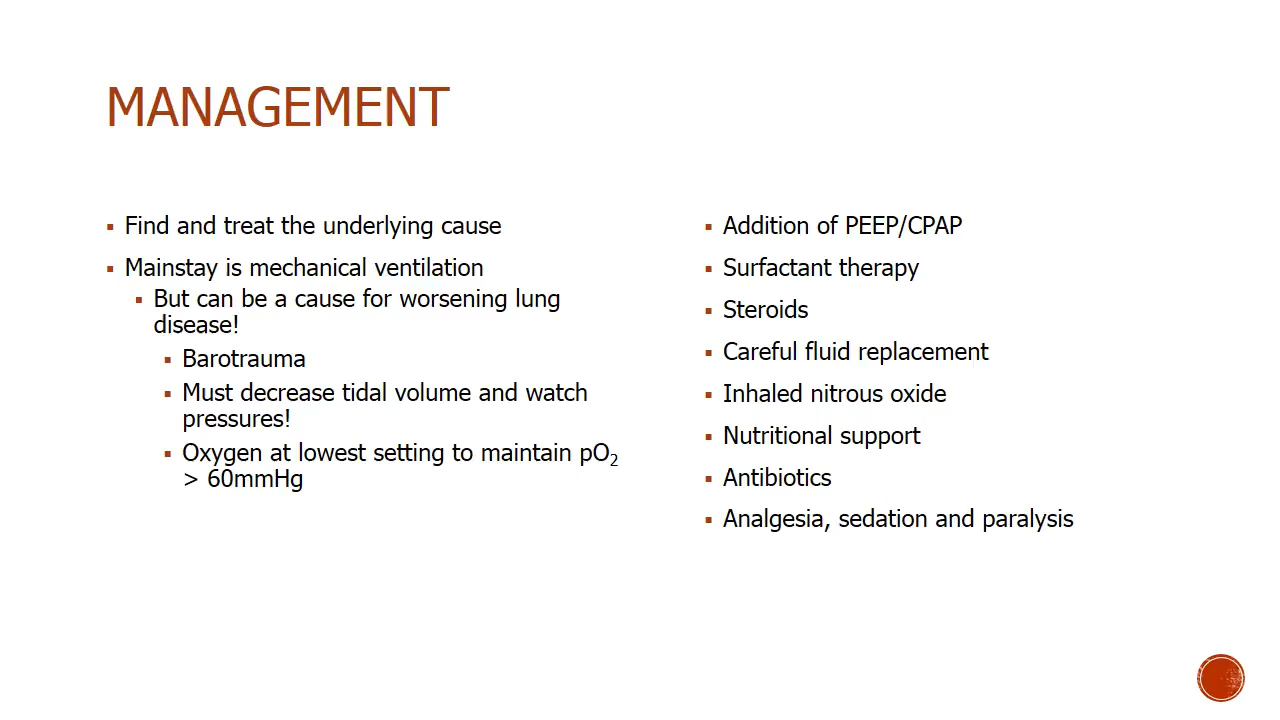 MANAGEMENT
▪ Find and treat the underlying cause
▪ Mainstay is mechanical ventilation
▪ But can be a cause for worsening lung
disease!
▪ Barotrauma
▪ Must decrease tidal volume and watch
pressures!
▪ Oxygen at lowest setting to maintain pO₂
> 60mmHg
▪ Addition of PEEP/CPAP
▪ Surfactant therapy
▪ Steroids
▪ Careful fluid replacement
▪ Inhaled nitrous oxide
▪ Nutritional support
▪ Antibiotics
▪ Analgesia, sedation and paralysis